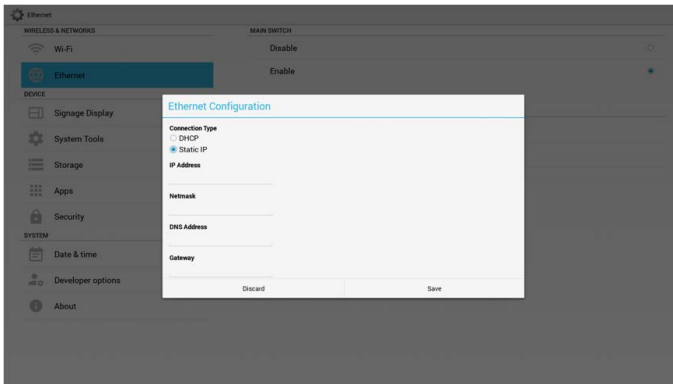 Ethernet
WIRELESS & NETWORKS
MAIN SWITCH
Wi-Fi
Disable
Ethernet
Enable
DEVICE
Signage Display
System Tools
Storage
Apps
Security
SYSTEM
Date & time
Developer options
About
Ethernet Configuration
Connection Type
DHCP
Static IP
IP Address
Netmask
DNS Address
Gateway
Discard
Save